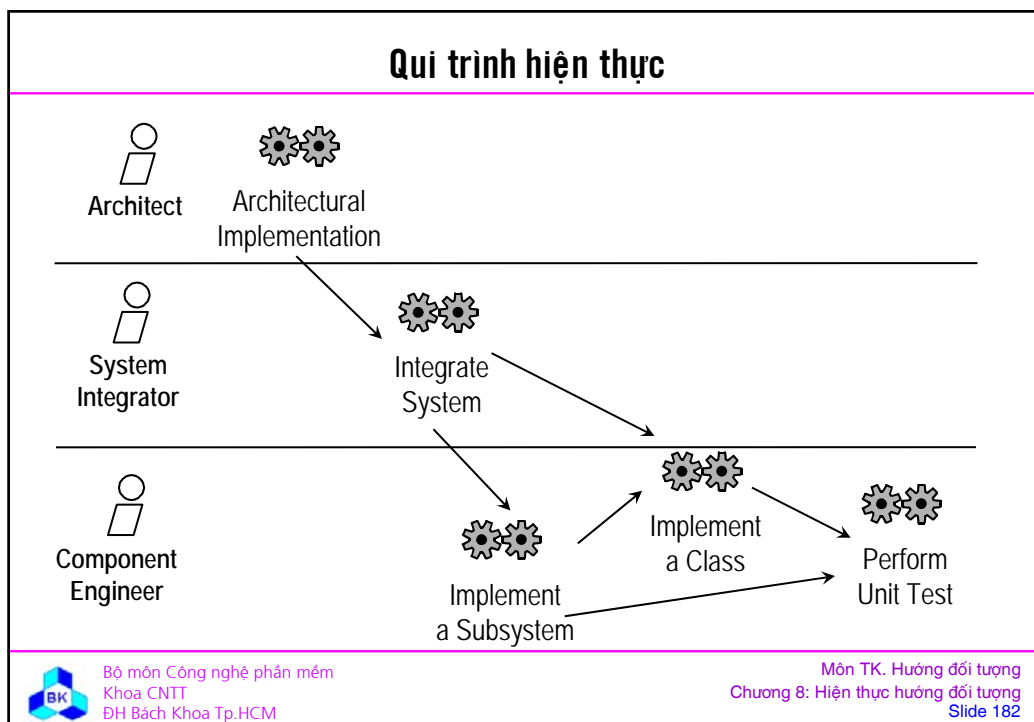 Qui trình hiện thực
Architect
Architectural
Implementation
System
Integrator
Integrate
System
Component
Engineer
Implement
a Subsystem
Implement
a Class
Perform
Unit Test
BK
Bộ môn Công nghệ phần mềm
Khoa CNTT
ĐH Bách Khoa Tp.HCM
Môn TK. Hướng đối tượng
Chương 8: Hiện thực hướng đối tượng
Slide 182